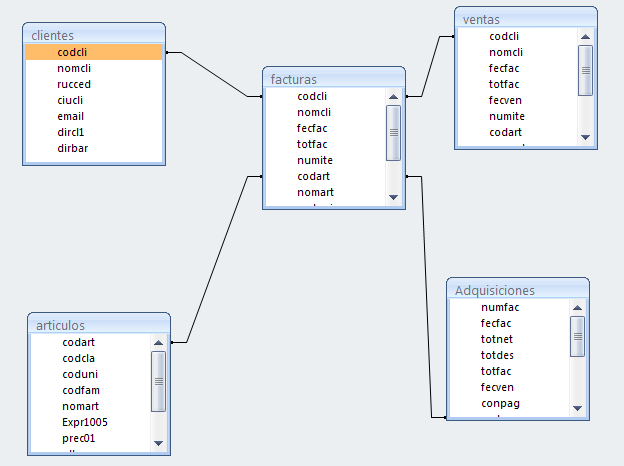 clientes
codcli
nomcli
rucced
ciucli
email
dircl1
dirbar
facturas
codcli
nomcli
fecfac
totfac
numite
codart
nomart
ventas
codcli
nomcli
fecfac
totfac
fecven
numite
codart
articulos
codart
codcla
coduni
codfam
nomart
Expr1005
prec01
Adquisiciones
numfac
fecfac
totnet
totdes
totfac
fecven
conpag